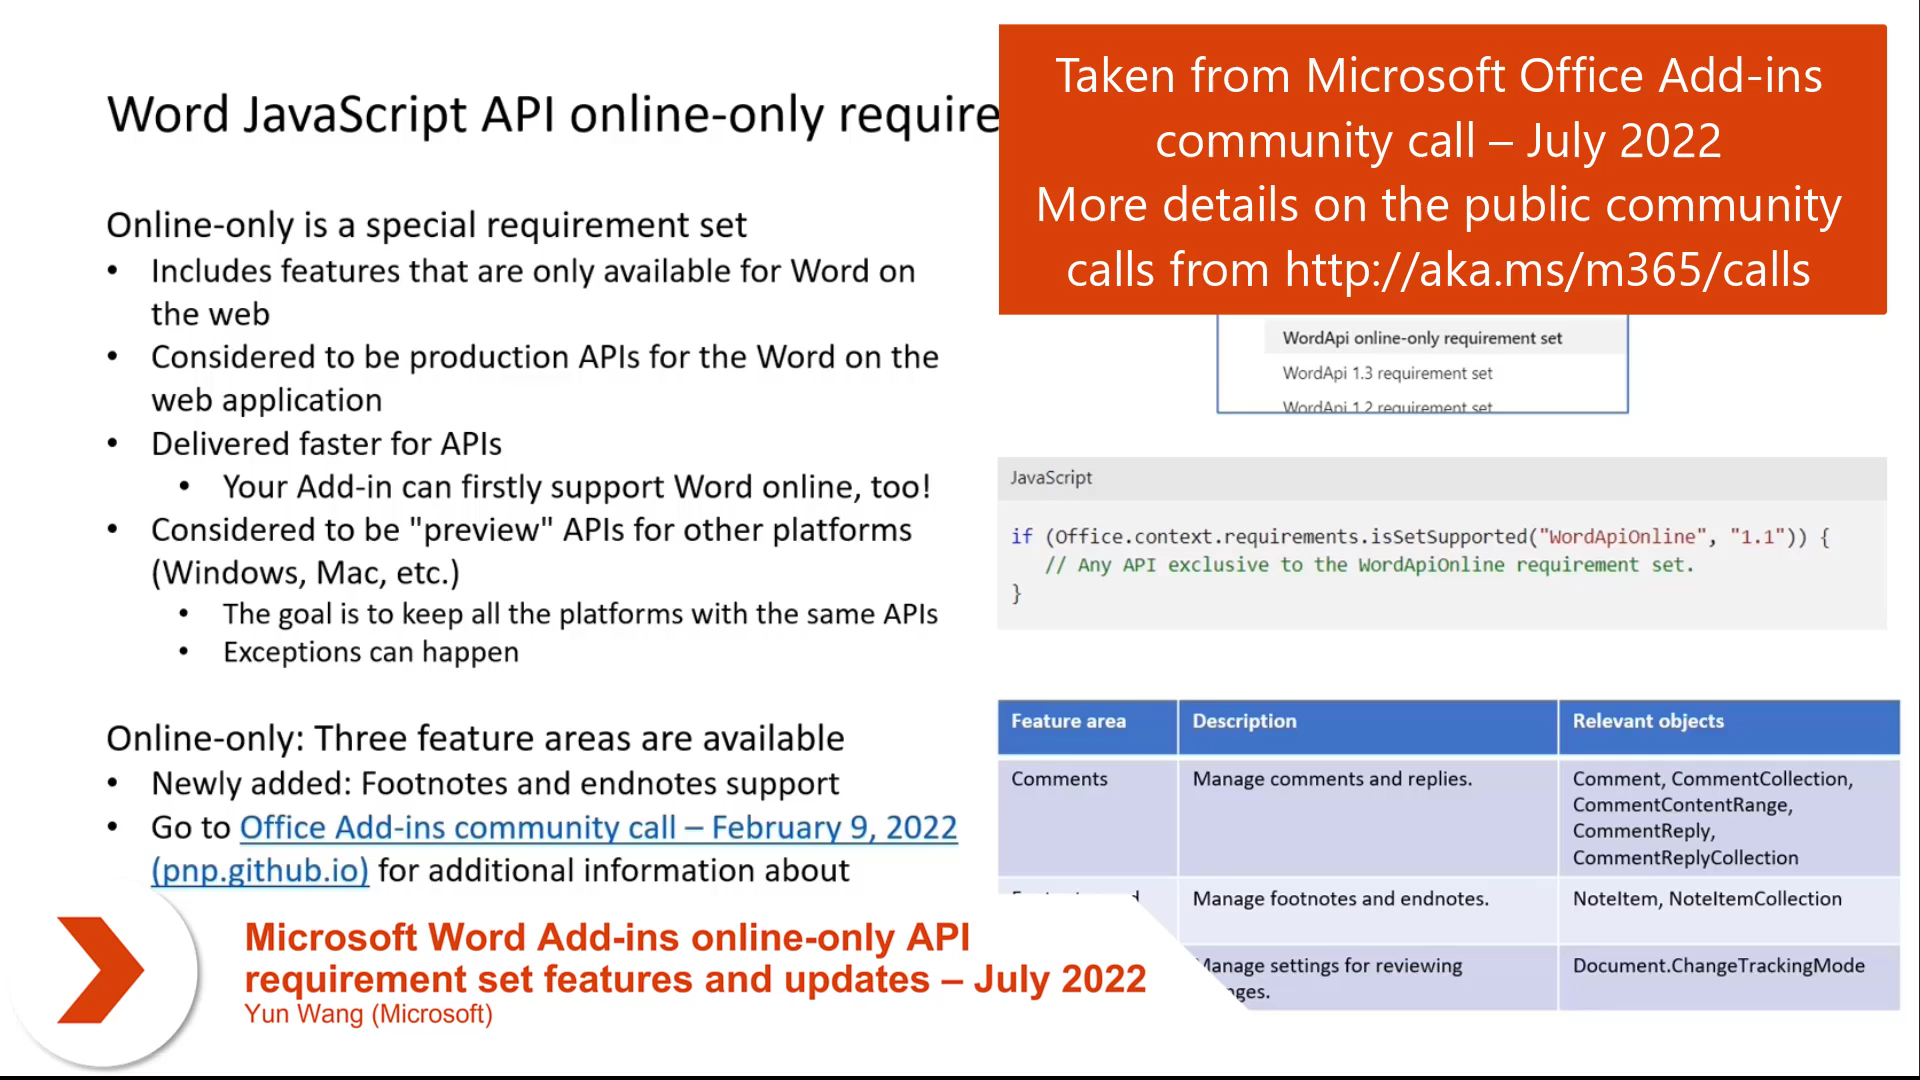 Word JavaScript API online-only require
Taken from Microsoft Office Add-ins
community call – July 2022
More details on the public community
calls from http://aka.ms/m365/calls
Online-only is a special requirement set
• Includes features that are only available for Word on
the web
• Considered to be production APIs for the Word on the
web application
• Delivered faster for APIs
• Your Add-in can firstly support Word online, too!
• Considered to be "preview" APIs for other platforms
(Windows, Mac, etc.)
• The goal is to keep all the platforms with the same APIs
• Exceptions can happen
Online-only: Three feature areas are available
• Newly added: Footnotes and endnotes support
• Go to Office Add-ins community call – February 9, 2022
(pnp.github.io) for additional information about
WordApi online-only requirement set
WordApi 1.3 requirement set
WordApi 1.2 requirement set
JavaScript
if (Office.context.requirements.isSetSupported("WordApiOnline", "1.1")) {
// Any API exclusive to the WordApiOnline requirement set.
}
Feature area Description Relevant objects
Comments Manage comments and replies. Comment, CommentCollection,
CommentContentRange,
CommentReply,
CommentReplyCollection
Manage footnotes and endnotes. NoteItem, NoteItemCollection
Manage settings for reviewing Document.ChangeTrackingMode
Microsoft Word Add-ins online-only API
requirement set features and updates – July 2022
Yun Wang (Microsoft)